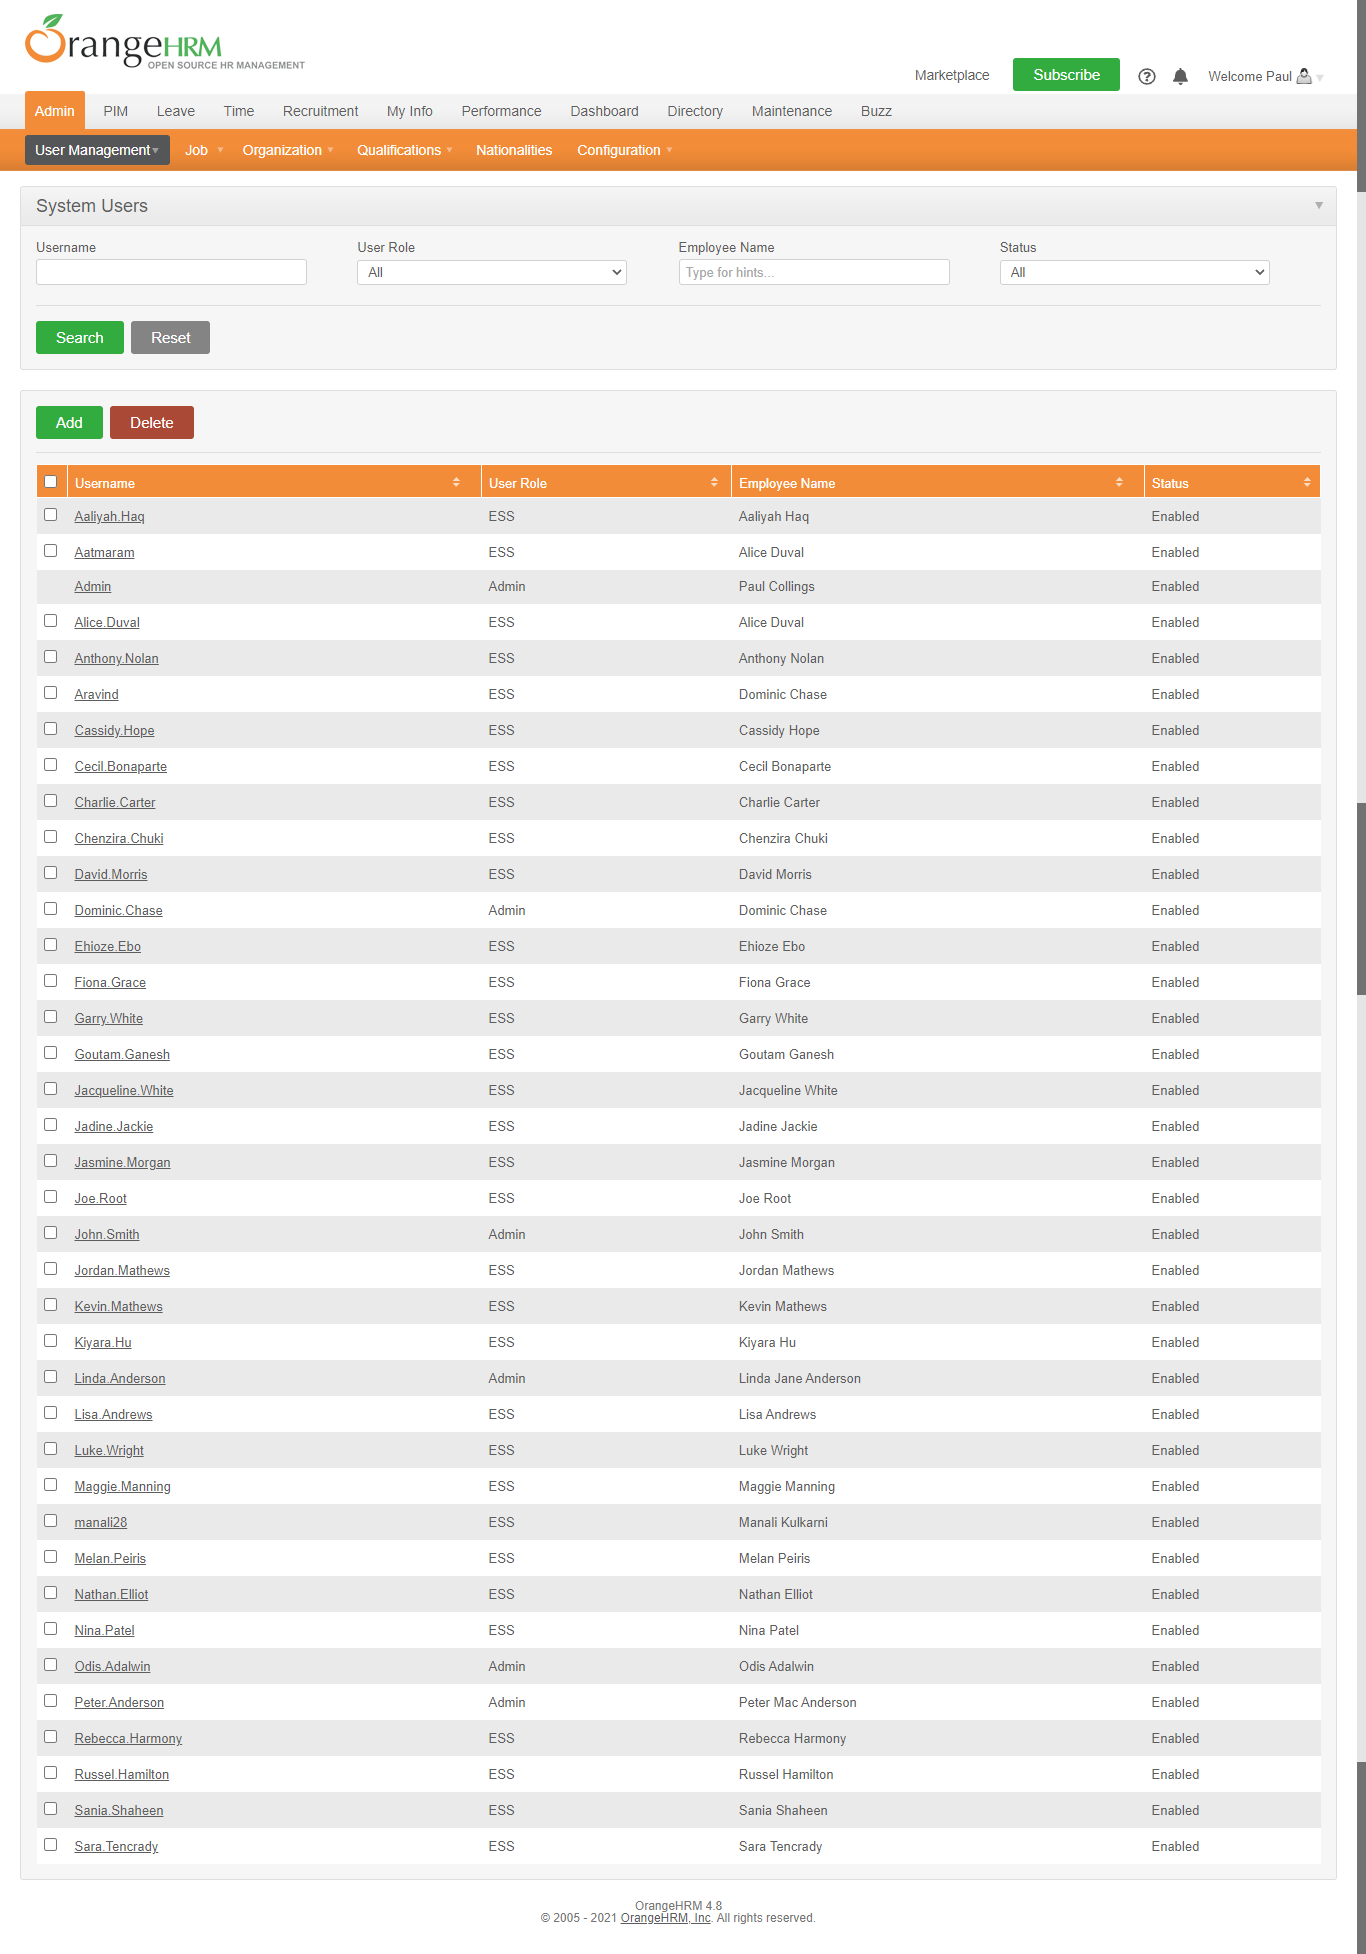 OrangeHRM
OPEN SOURCE HR MANAGEMENT
Marketplace Subscribe Welcome Paul
Admin PIM Leave Time Recruitment My Info Performance Dashboard Directory Maintenance Buzz
User Management Job Organization Qualifications Nationalities Configuration
System Users
Username User Role Employee Name Status
All Type for hints... All
Search Reset
Add Delete
Username User Role Employee Name Status
Aaliyah.Haq ESS Aaliyah Haq Enabled
Aatmaram ESS Alice Duval Enabled
Admin Admin Paul Collings Enabled
Alice.Duval ESS Alice Duval Enabled
Anthony.Nolan ESS Anthony Nolan Enabled
Aravind ESS Dominic Chase Enabled
Cassidy.Hope ESS Cassidy Hope Enabled
Cecil.Bonaparte ESS Cecil Bonaparte Enabled
Charlie.Carter ESS Charlie Carter Enabled
Chenzira.Chuki ESS Chenzira Chuki Enabled
David.Morris ESS David Morris Enabled
Dominic.Chase Admin Dominic Chase Enabled
Ehioze.Ebo ESS Ehioze Ebo Enabled
Fiona.Grace ESS Fiona Grace Enabled
Garry.White ESS Garry White Enabled
Goutam.Ganesh ESS Goutam Ganesh Enabled
Jacqueline.White ESS Jacqueline White Enabled
Jadine.Jackie ESS Jadine Jackie Enabled
Jasmine.Morgan ESS Jasmine Morgan Enabled
Joe.Root ESS Joe Root Enabled
John.Smith Admin John Smith Enabled
Jordan.Mathews ESS Jordan Mathews Enabled
Kevin.Mathews ESS Kevin Mathews Enabled
Kiyara.Hu ESS Kiyara Hu Enabled
Linda.Anderson Admin Linda Jane Anderson Enabled
Lisa.Andrews ESS Lisa Andrews Enabled
Luke.Wright ESS Luke Wright Enabled
Maggie.Manning ESS Maggie Manning Enabled
manali28 ESS Manali Kulkarni Enabled
Melan.Peiris ESS Melan Peiris Enabled
Nathan.Elliot ESS Nathan Elliot Enabled
Nina.Patel ESS Nina Patel Enabled
Odis.Adalwin Admin Odis Adalwin Enabled
Peter.Anderson Admin Peter Mac Anderson Enabled
Rebecca.Harmony ESS Rebecca Harmony Enabled
Russel.Hamilton ESS Russel Hamilton Enabled
Sania.Shaheen ESS Sania Shaheen Enabled
Sara.Tencrady ESS Sara Tencrady Enabled
OrangeHRM 4.8
© 2005 - 2021 OrangeHRM, Inc. All rights reserved.